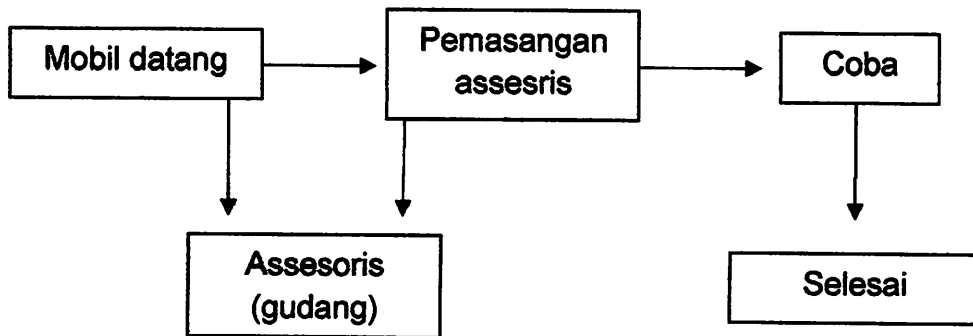 Mobil datang
Pemasangan
assesris
Coba
Assesoris
(gudang)
Selesai